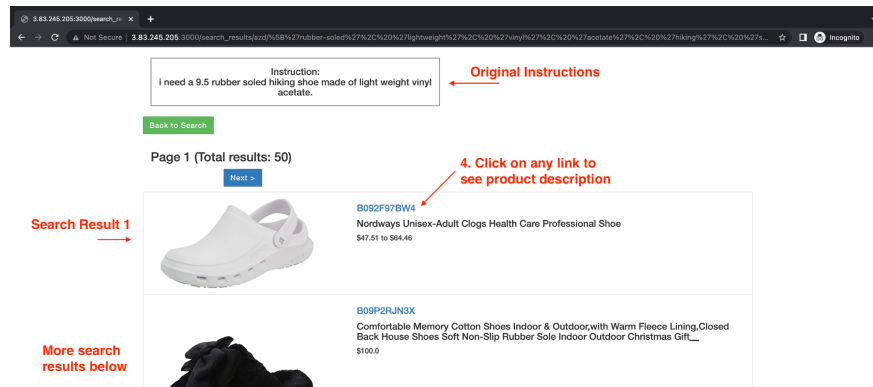 3.83.245.205:3000/search_re
Not Secure | 3.83.245.205:3000/search_results/azd/%5B%27rubber-soled%27%2C%20%27lightweight%27%2C%20%27vinyl%27%2C%20%27acetate%27%2C%20%27hiking%27%2C%20%27s... Incognito
Instruction:
i need a 9.5 rubber soled hiking shoe made of light weight vinyl
acetate.
Original Instructions
Back to Search
Page 1 (Total results: 50)
Next >
4. Click on any link to
see product description
Search Result 1
B092F97BW4
Nordways Unisex-Adult Clogs Health Care Professional Shoe
$47.51 to $64.46
B09P2RJN3X
Comfortable Memory Cotton Shoes Indoor & Outdoor,with Warm Fleece Lining,Closed
Back House Shoes Soft Non-Slip Rubber Sole Indoor Outdoor Christmas Gift__
$100.0
More search
results below